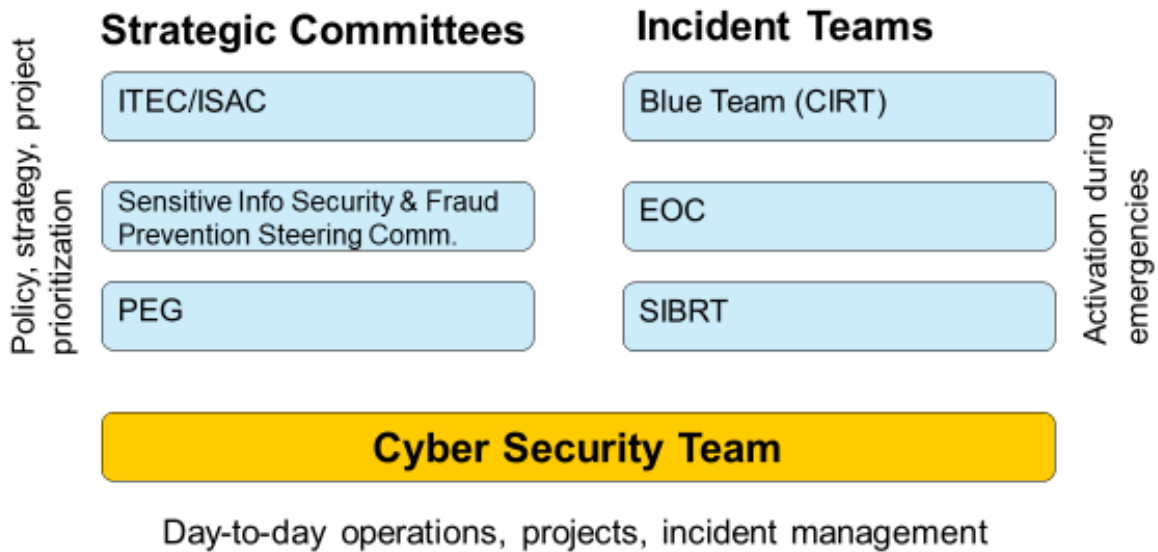 Strategic Committees
Incident Teams
Policy, strategy, project
prioritization
ITEC/ISAC
Sensitive Info Security & Fraud
Prevention Steering Comm.
PEG
Blue Team (CIRT)
EOC
SIBRT
Activation during
emergencies
Cyber Security Team
Day-to-day operations, projects, incident management